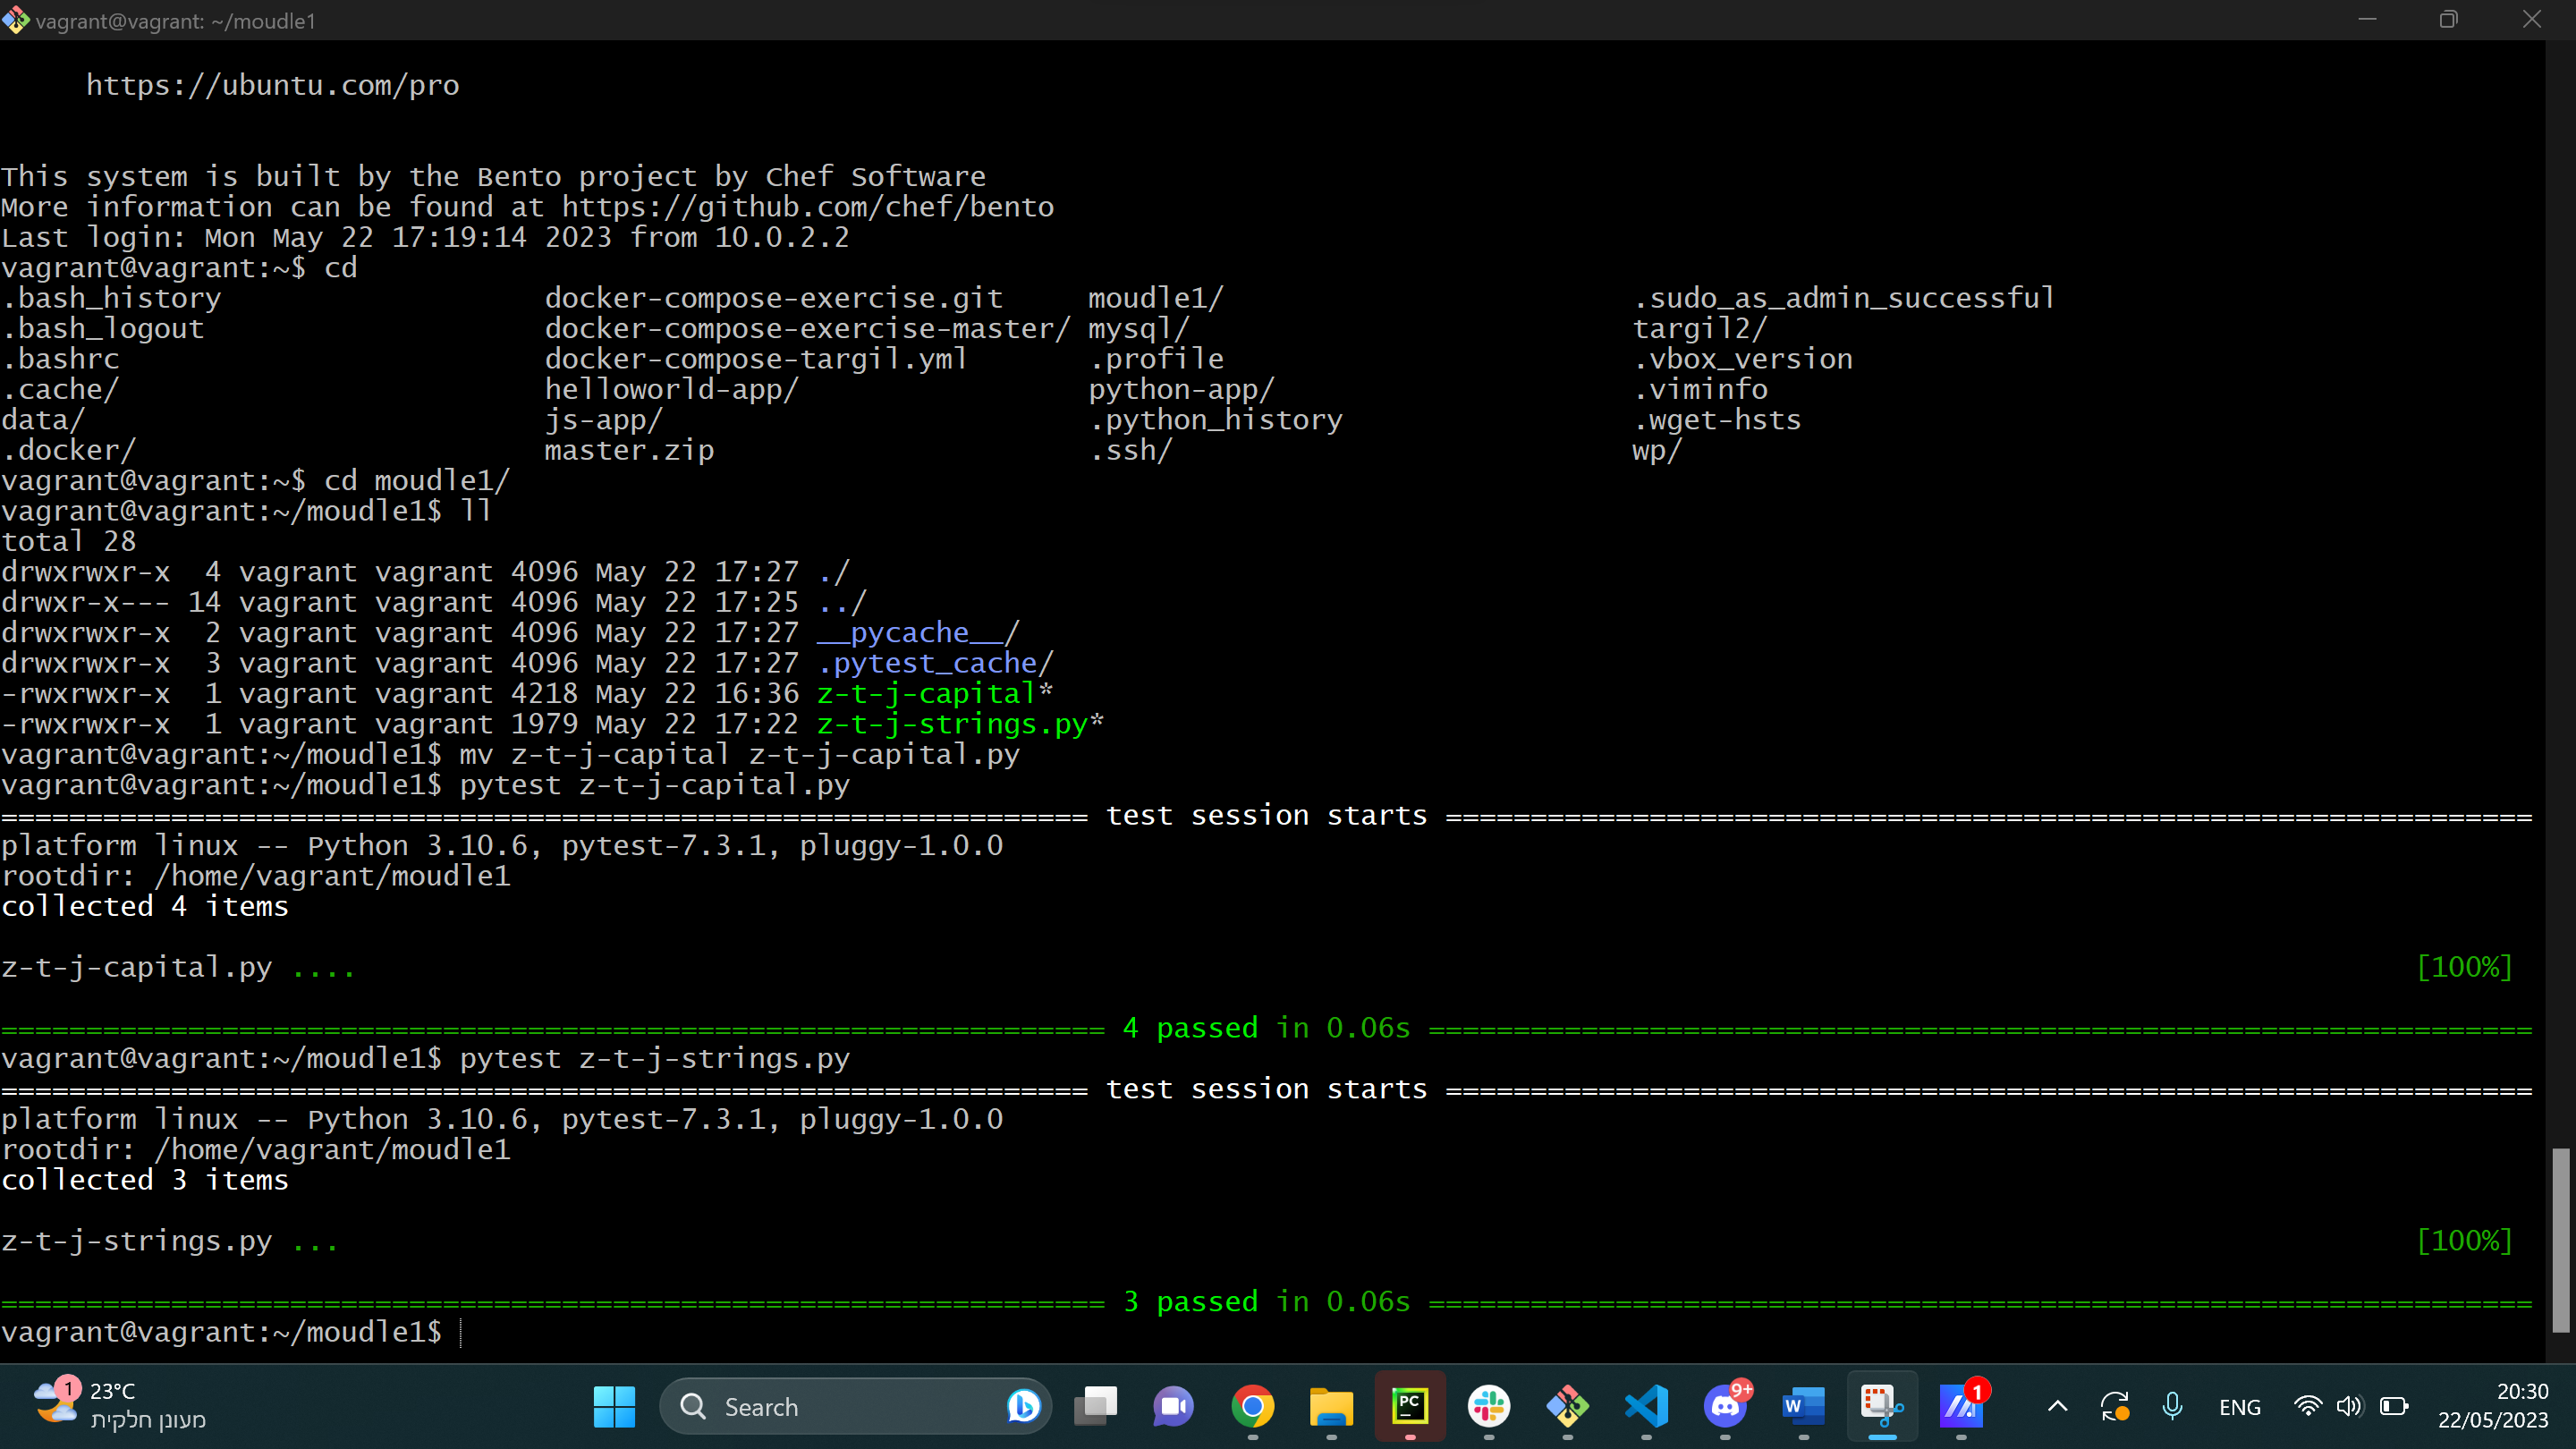 vagrant@vagrant: ~/moudle1
https://ubuntu.com/pro
This system is built by the Bento project by Chef Software
More information can be found at https://github.com/chef/bento
Last login: Mon May 22 17:19:14 2023 from 10.0.2.2
vagrant@vagrant:~$ cd
.bash_history docker-compose-exercise.git moudle1/ .sudo_as_admin_successful
.bash_logout docker-compose-exercise-master/ mysql/ targil2/
.bashrc docker-compose-targil.yml .profile .vbox_version
.cache/ helloworld-app/ python-app/ .viminfo
data/ js-app/ .python_history .wget-hsts
.docker/ master.zip .ssh/ wp/
vagrant@vagrant:~$ cd moudle1/
vagrant@vagrant:~/moudle1$ ll
total 28
drwxrwxr-x 4 vagrant vagrant 4096 May 22 17:27 ./
drwxr-x--- 14 vagrant vagrant 4096 May 22 17:25 ../
drwxrwxr-x 2 vagrant vagrant 4096 May 22 17:27 __pycache__/
drwxrwxr-x 3 vagrant vagrant 4096 May 22 17:27 .pytest_cache/
-rwxrwxr-x 1 vagrant vagrant 4218 May 22 16:36 z-t-j-capital*
-rwxrwxr-x 1 vagrant vagrant 1979 May 22 17:22 z-t-j-strings.py*
vagrant@vagrant:~/moudle1$ mv z-t-j-capital z-t-j-capital.py
vagrant@vagrant:~/moudle1$ pytest z-t-j-capital.py
================================================================ test session starts ================================================================
platform linux -- Python 3.10.6, pytest-7.3.1, pluggy-1.0.0
rootdir: /home/vagrant/moudle1
collected 4 items
z-t-j-capital.py .... [100%]
================================================================= 4 passed in 0.06s =================================================================
vagrant@vagrant:~/moudle1$ pytest z-t-j-strings.py
================================================================ test session starts ================================================================
platform linux -- Python 3.10.6, pytest-7.3.1, pluggy-1.0.0
rootdir: /home/vagrant/moudle1
collected 3 items
z-t-j-strings.py ... [100%]
================================================================= 3 passed in 0.06s =================================================================
vagrant@vagrant:~/moudle1$
1 23°C
מעונן חלקית
Search
PC
9+
W
1
ENG
20:30
22/05/2023